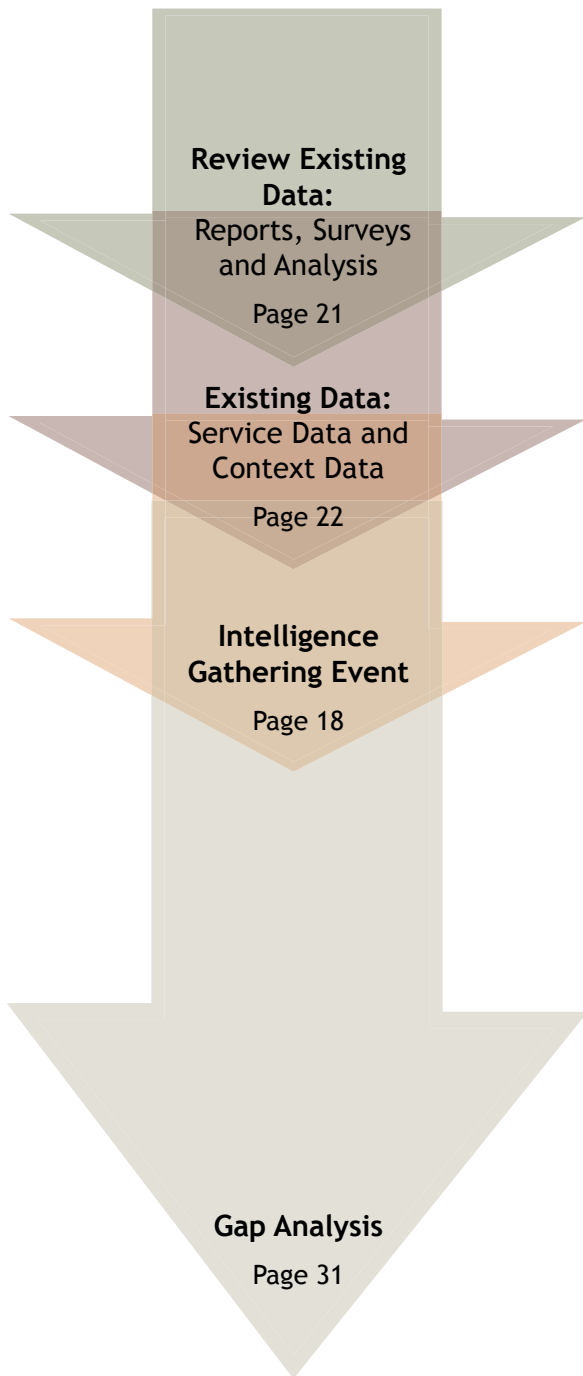 Review Existing
Data:
Reports, Surveys
and Analysis
Page 21
Existing Data:
Service Data and
Context Data
Page 22
Intelligence
Gathering Event
Page 18
Gap Analysis
Page 31